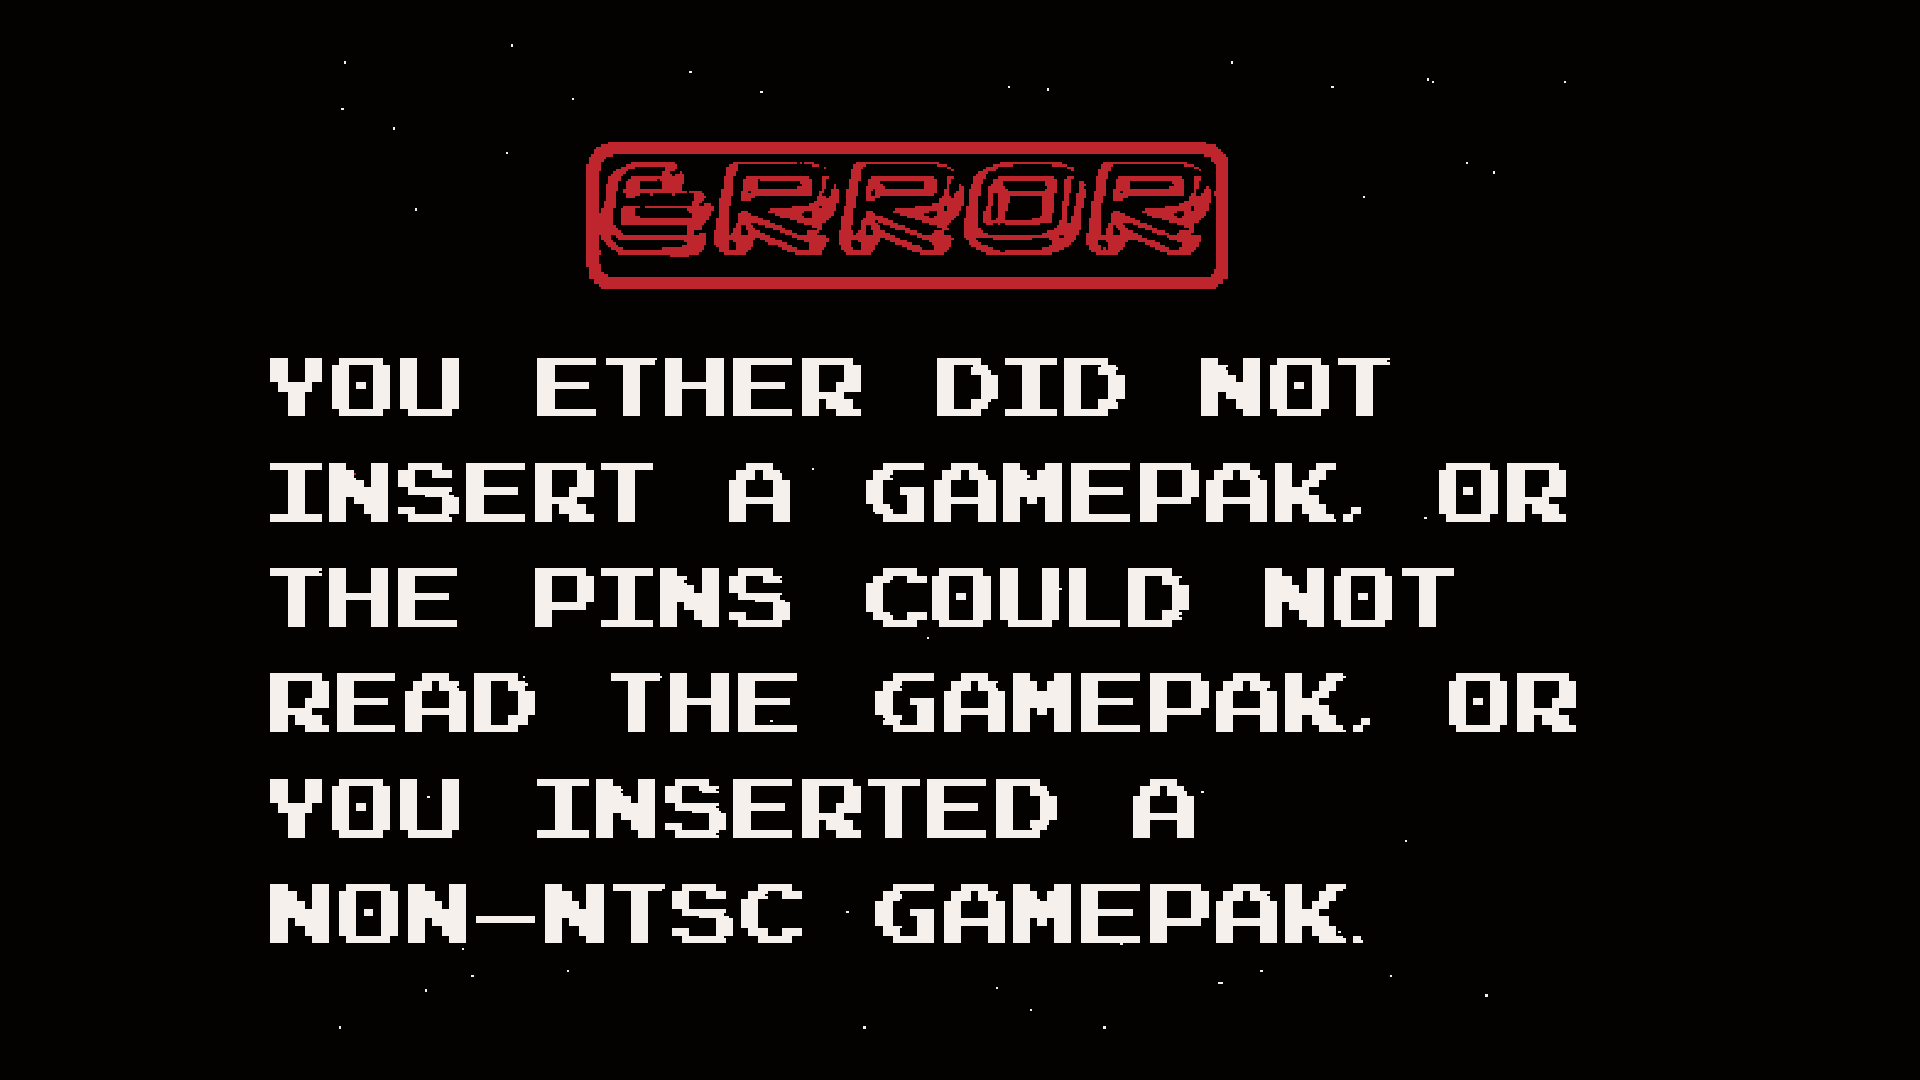 ERROR
YOU ETHER DID NOT
INSERT A GAMEPAK, OR
THE PINS COULD NOT
READ THE GAMEPAK, OR
YOU INSERTED A
NON-NTSC GAMEPAK.